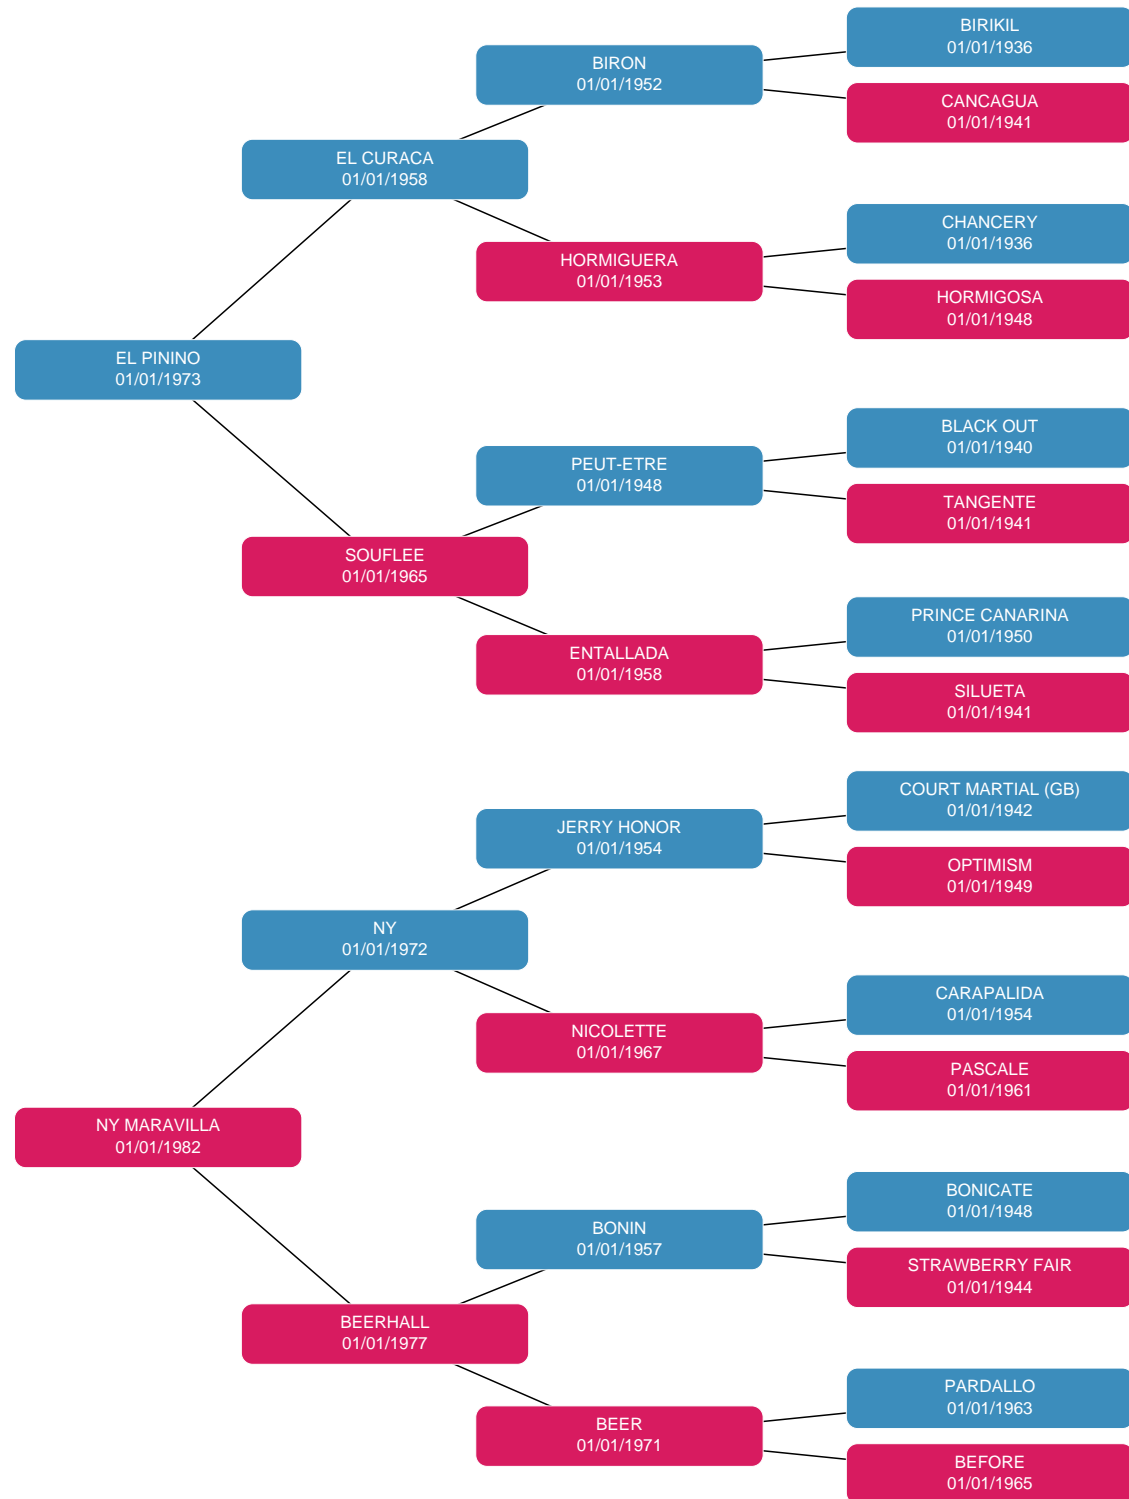 BIRIKIL
01/01/1936
BIRON
01/01/1952
CANCAGUA
01/01/1941
EL CURACA
01/01/1958
CHANCERY
01/01/1936
HORMIGUERA
01/01/1953
HORMIGOSA
01/01/1948
EL PININO
01/01/1973
BLACK OUT
01/01/1940
PEUT-ETRE
01/01/1948
TANGENTE
01/01/1941
SOUFLEE
01/01/1965
PRINCE CANARINA
01/01/1950
ENTALLADA
01/01/1958
SILUETA
01/01/1941
COURT MARTIAL (GB)
01/01/1942
JERRY HONOR
01/01/1954
OPTIMISM
01/01/1949
NY
01/01/1972
CARAPALIDA
01/01/1954
NICOLETTE
01/01/1967
PASCALE
01/01/1961
NY MARAVILLA
01/01/1982
BONICATE
01/01/1948
BONIN
01/01/1957
STRAWBERRY FAIR
01/01/1944
BEERHALL
01/01/1977
PARDALLO
01/01/1963
BEER
01/01/1971
BEFORE
01/01/1965